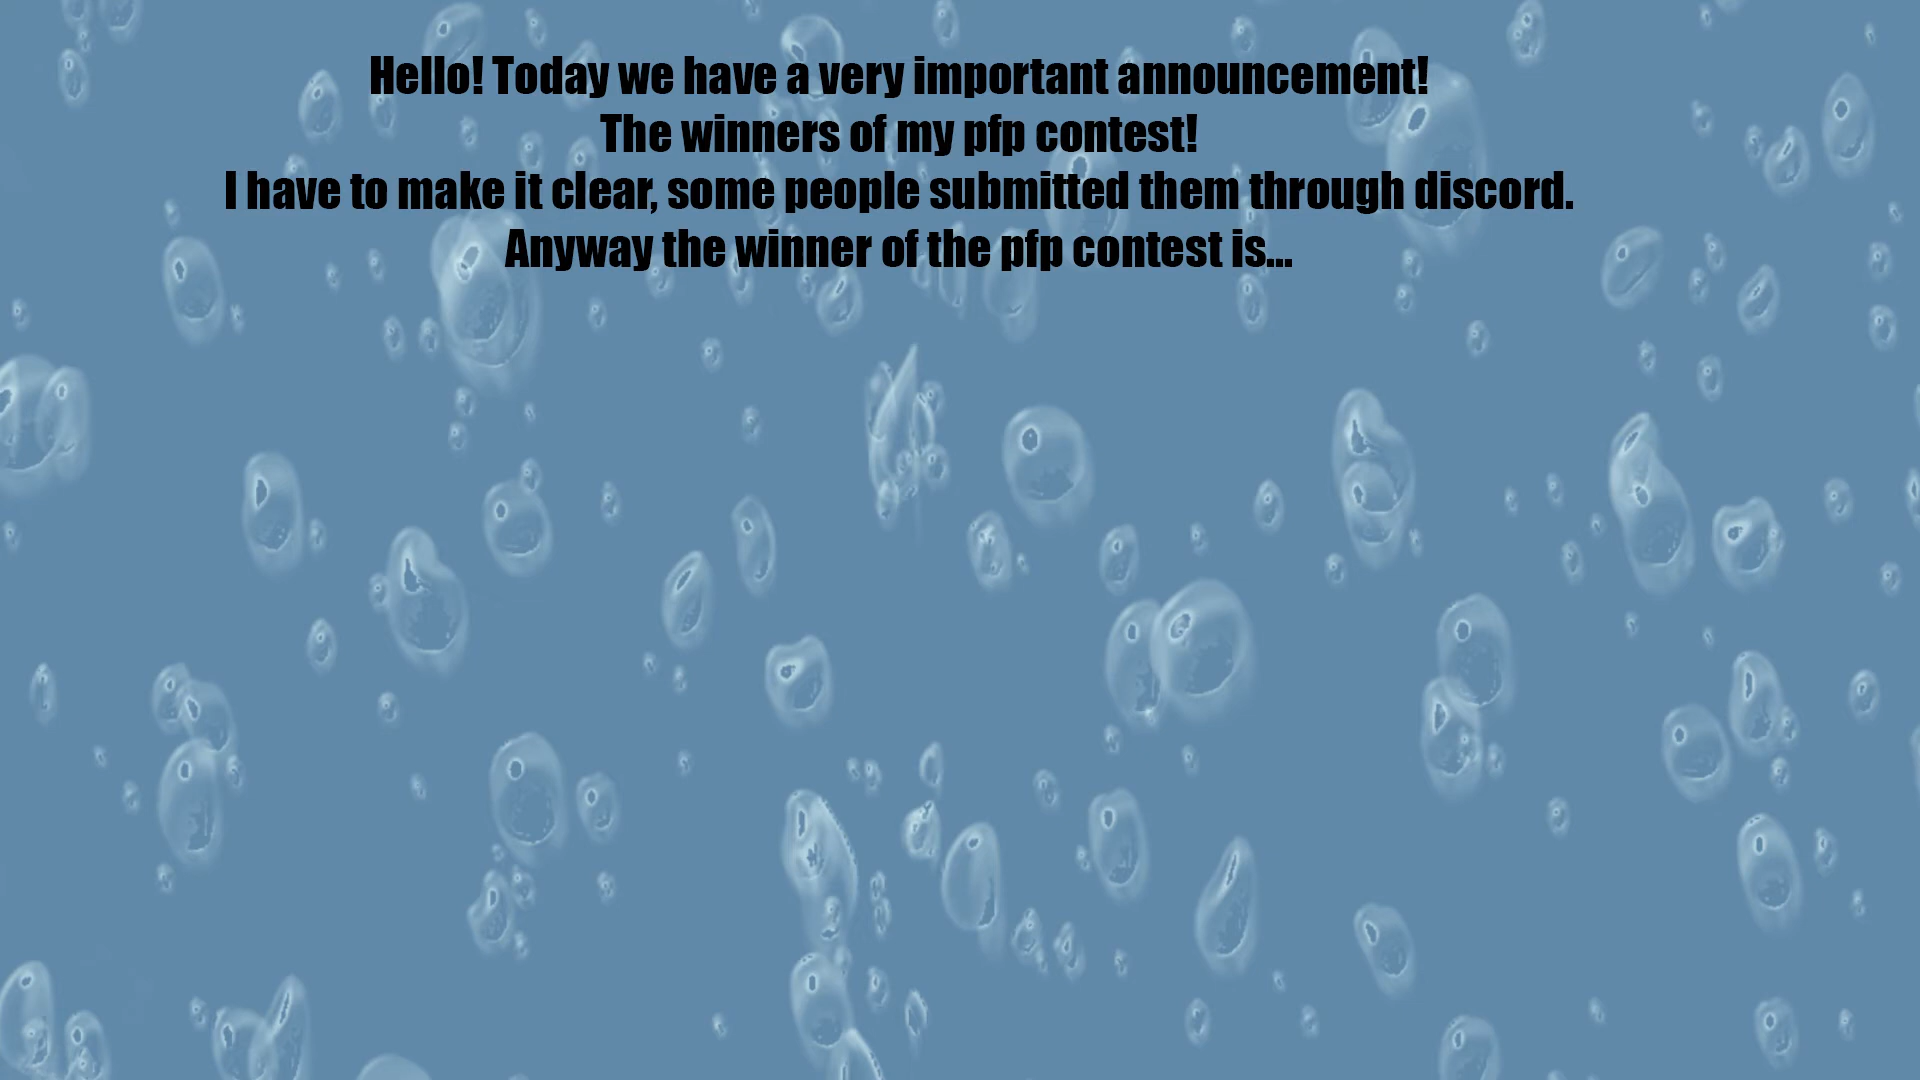 Hello! Today we have a very important announcement!
The winners of my pfp contest!
I have to make it clear, some people submitted them through discord.
Anyway the winner of the pfp contest is...